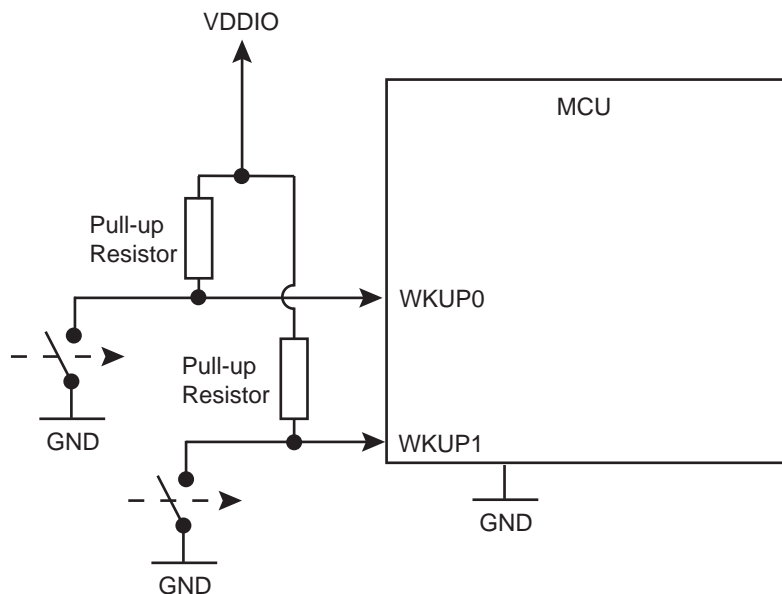 VDDIO
MCU
Pull-up
Resistor
WKUP0
Pull-up
Resistor
GND
WKUP1
GND
GND